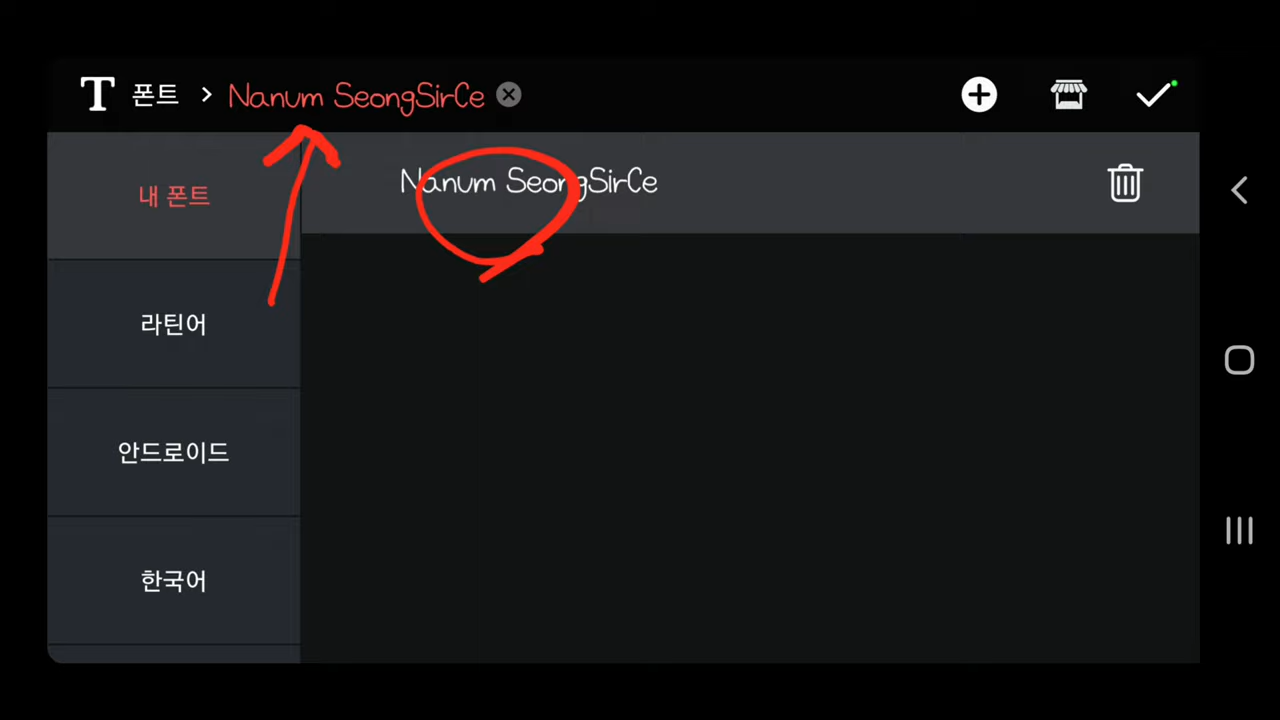 T 폰트 > Nanum SeongSirCe
내 폰트
Nanum SeongSirCe
라틴어
안드로이드
한국어